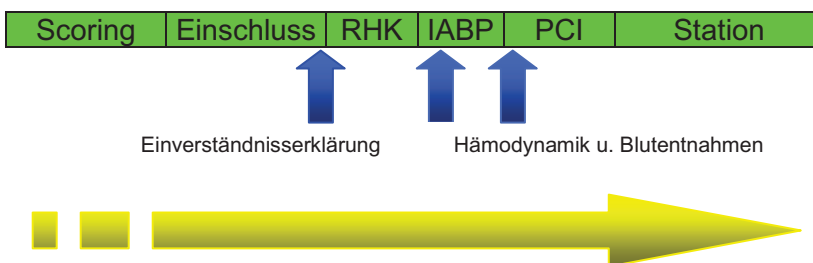 Scoring Einschluss RHK IABP PCI Station
Einverständnisserklärung Hämodynamik u. Blutentnahmen